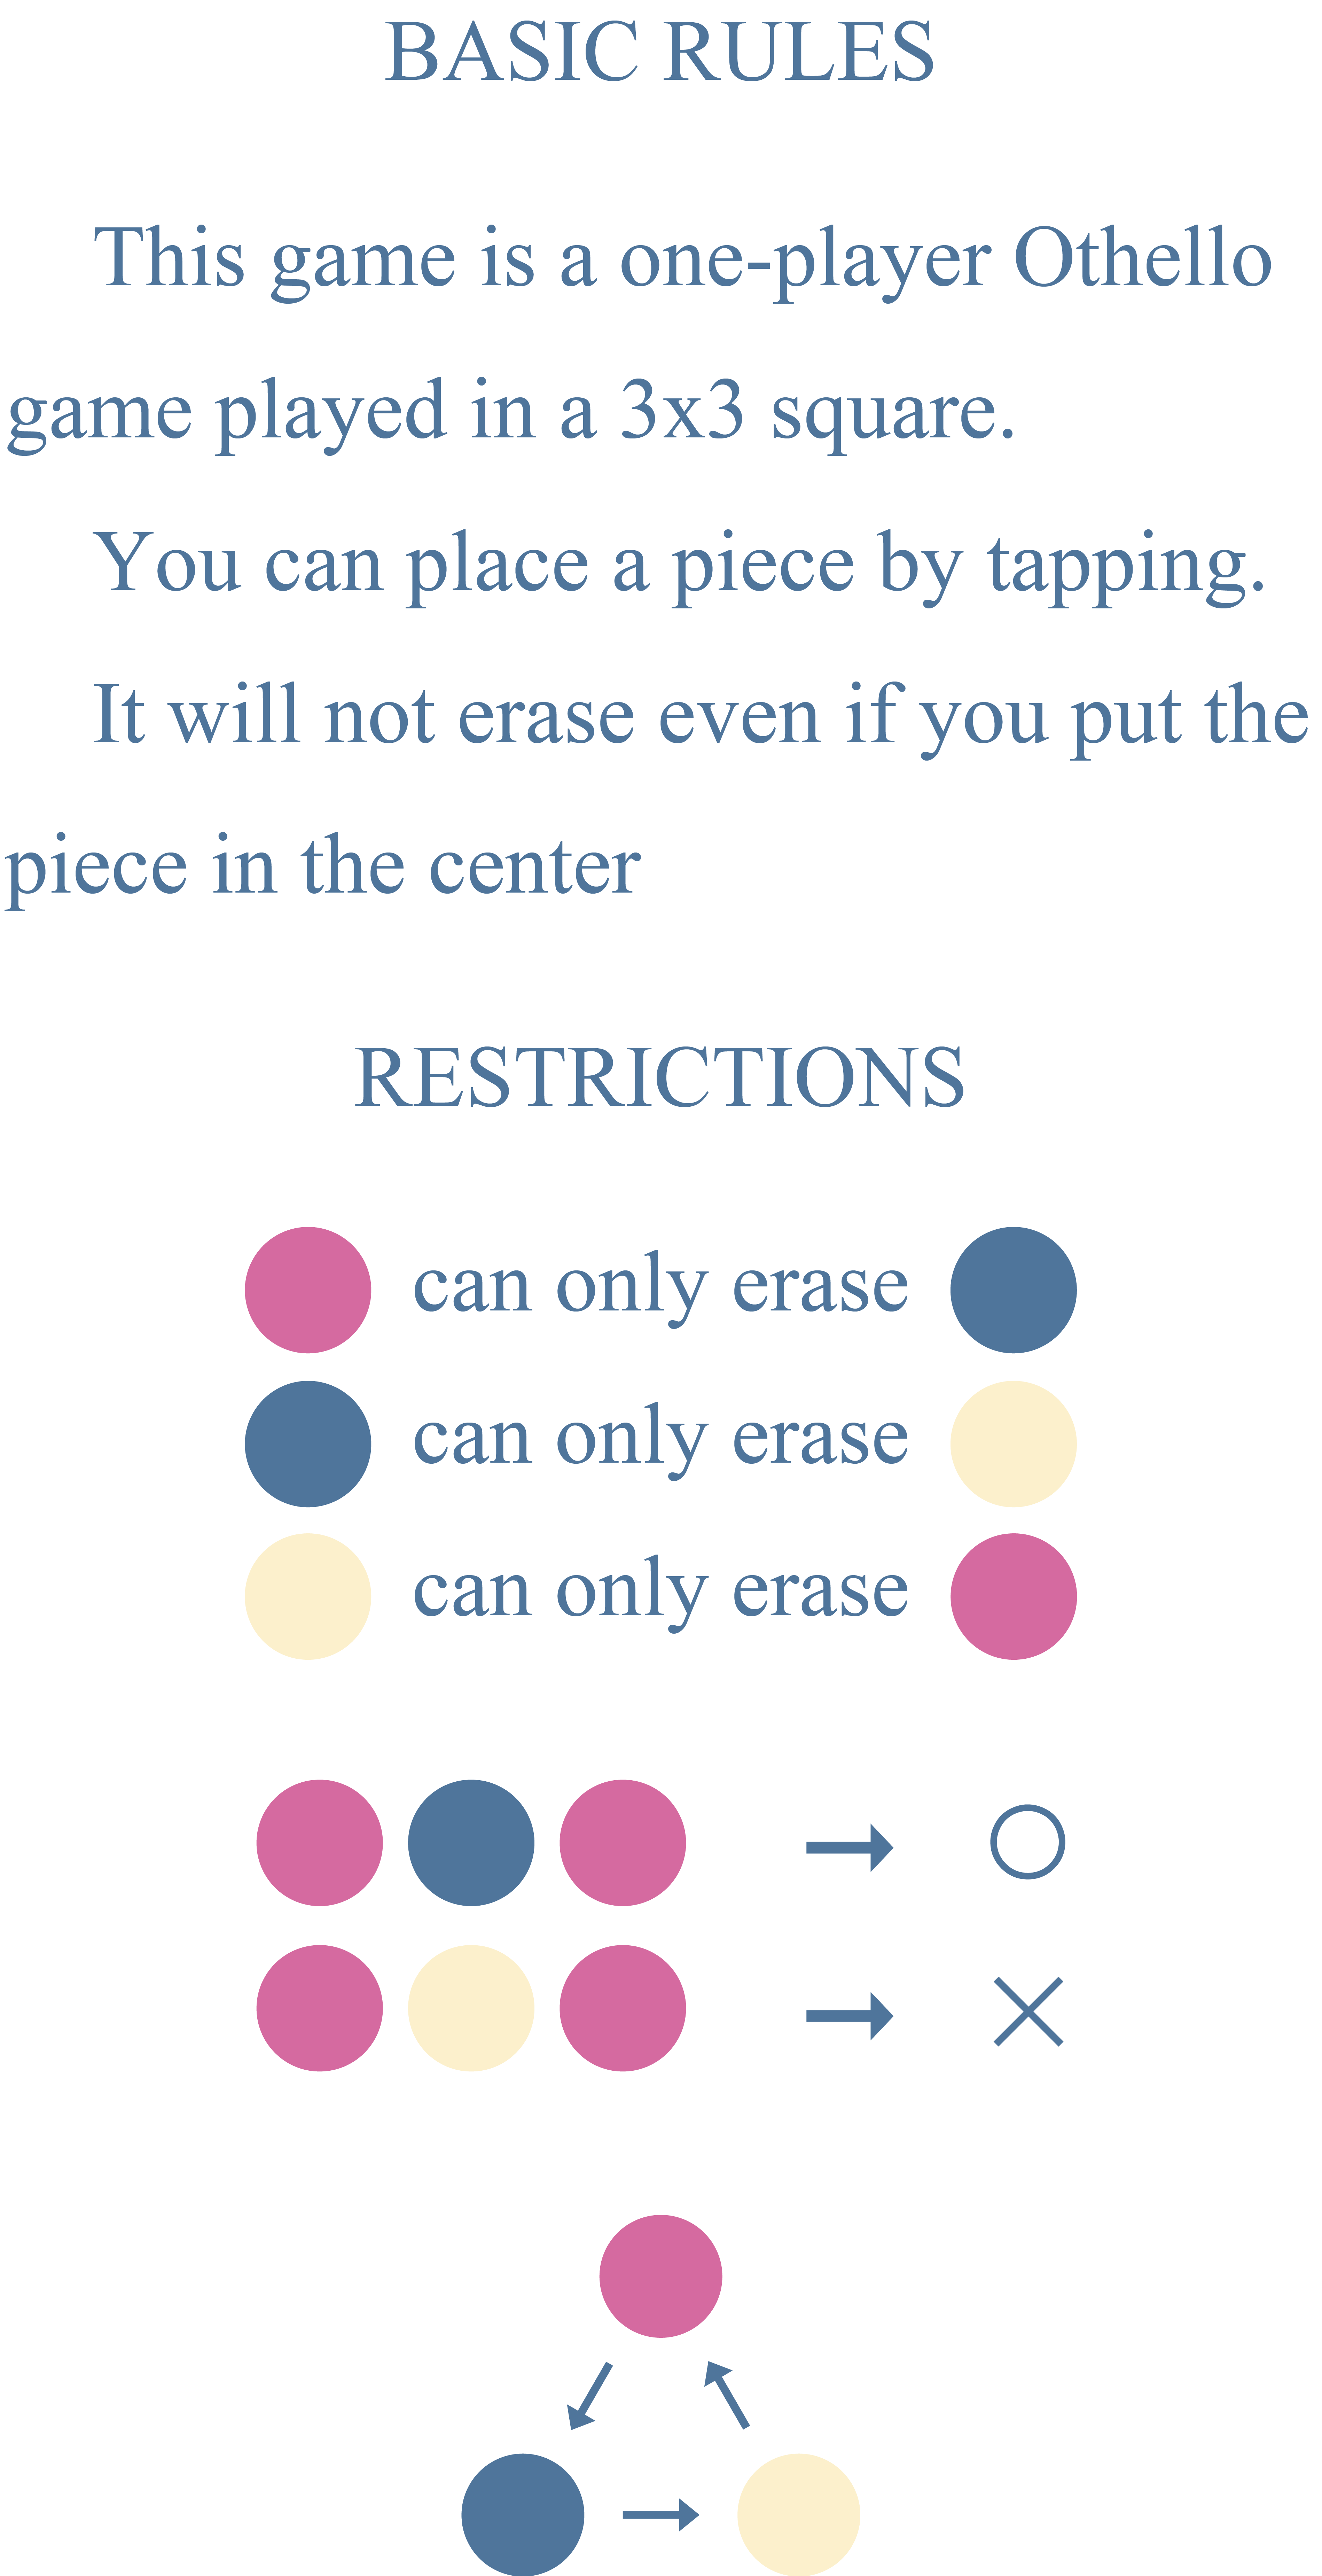 BASIC RULES
This game is a one-player Othello
game played in a 3x3 square.
You can place a piece by tapping.
It will not erase even if you put the
piece in the center
RESTRICTIONS
can only erase
can only erase
can only erase